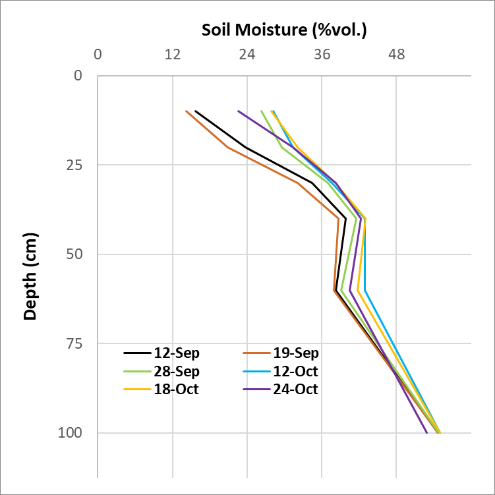 Soil Moisture (%vol.)
0 12 24 36 48
0
25
50
75
100
Depth (cm)
12-Sep 19-Sep
28-Sep 12-Oct
18-Oct 24-Oct